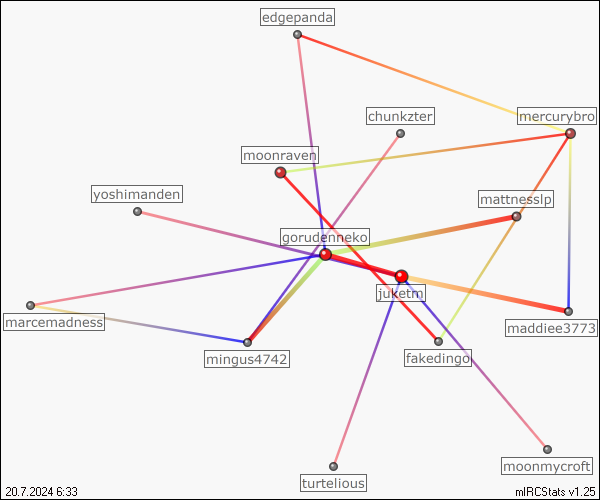 edgepanda
chunkzter
mercurybro
moonraven
yoshimanden
mattnesslp
gorudenneko
juketm
marcemadness
maddiee3773
mingus4742
fakedingo
moonmycroft
turtelious
20.7.2024 6:33
mIRCStats v1.25